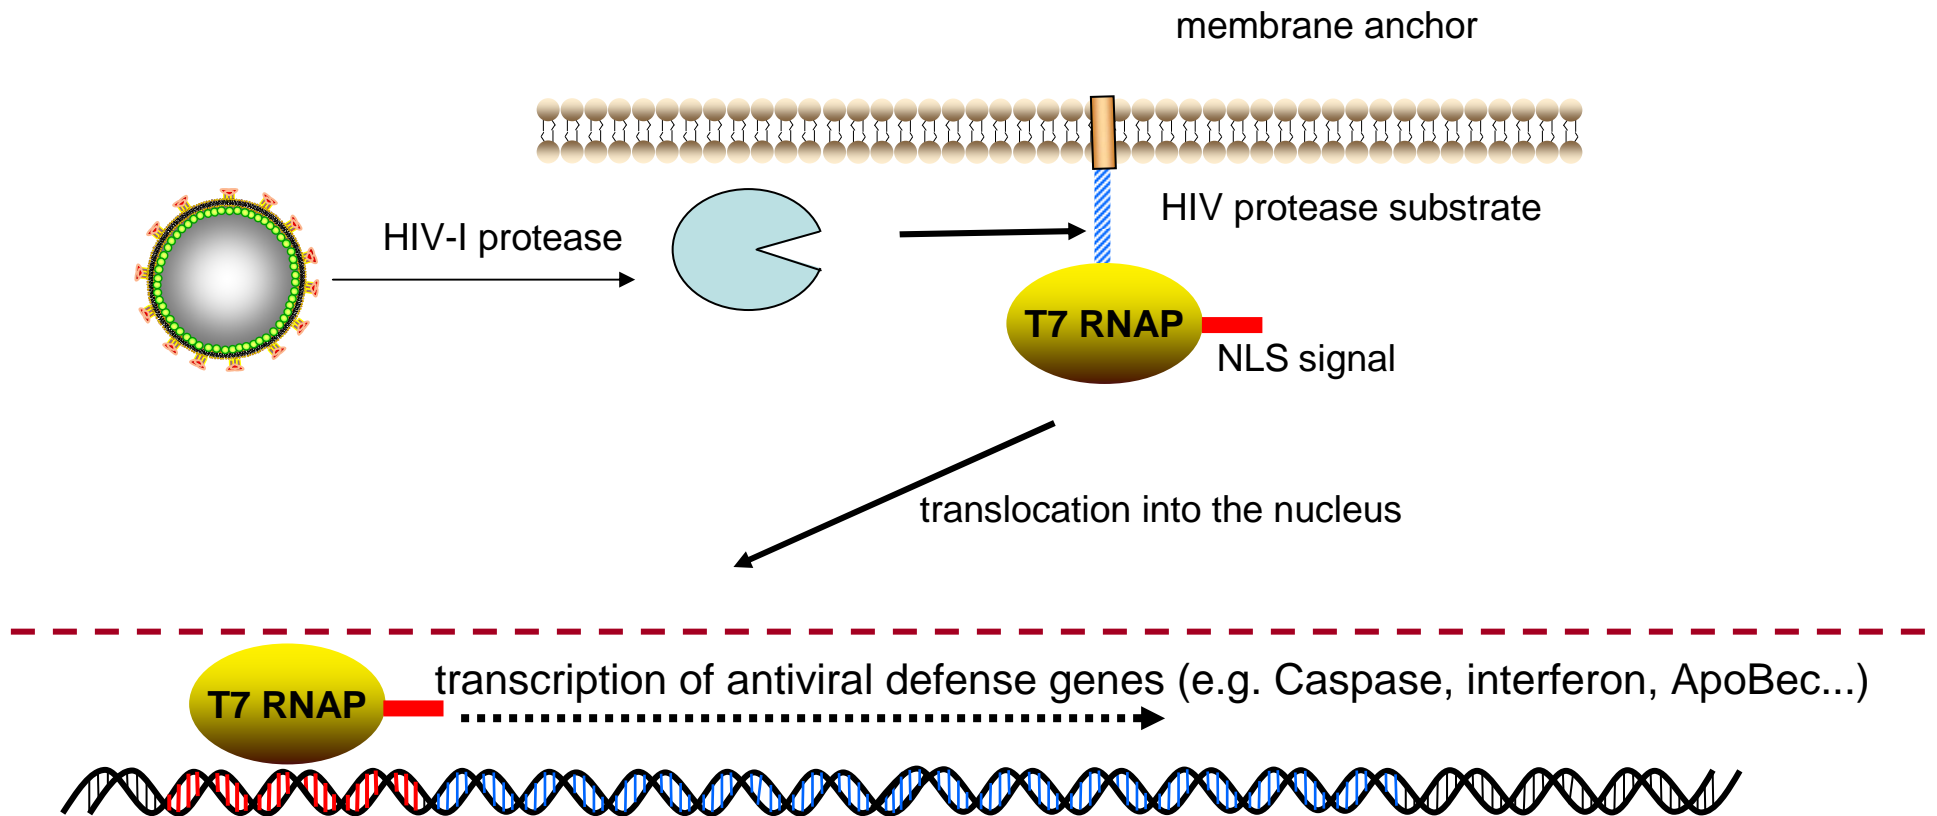 membrane anchor
HIV-I protease
HIV protease substrate
T7 RNAP
NLS signal
translocation into the nucleus
transcription of antiviral defense genes (e.g. Caspase, interferon, ApoBec...)
T7 RNAP